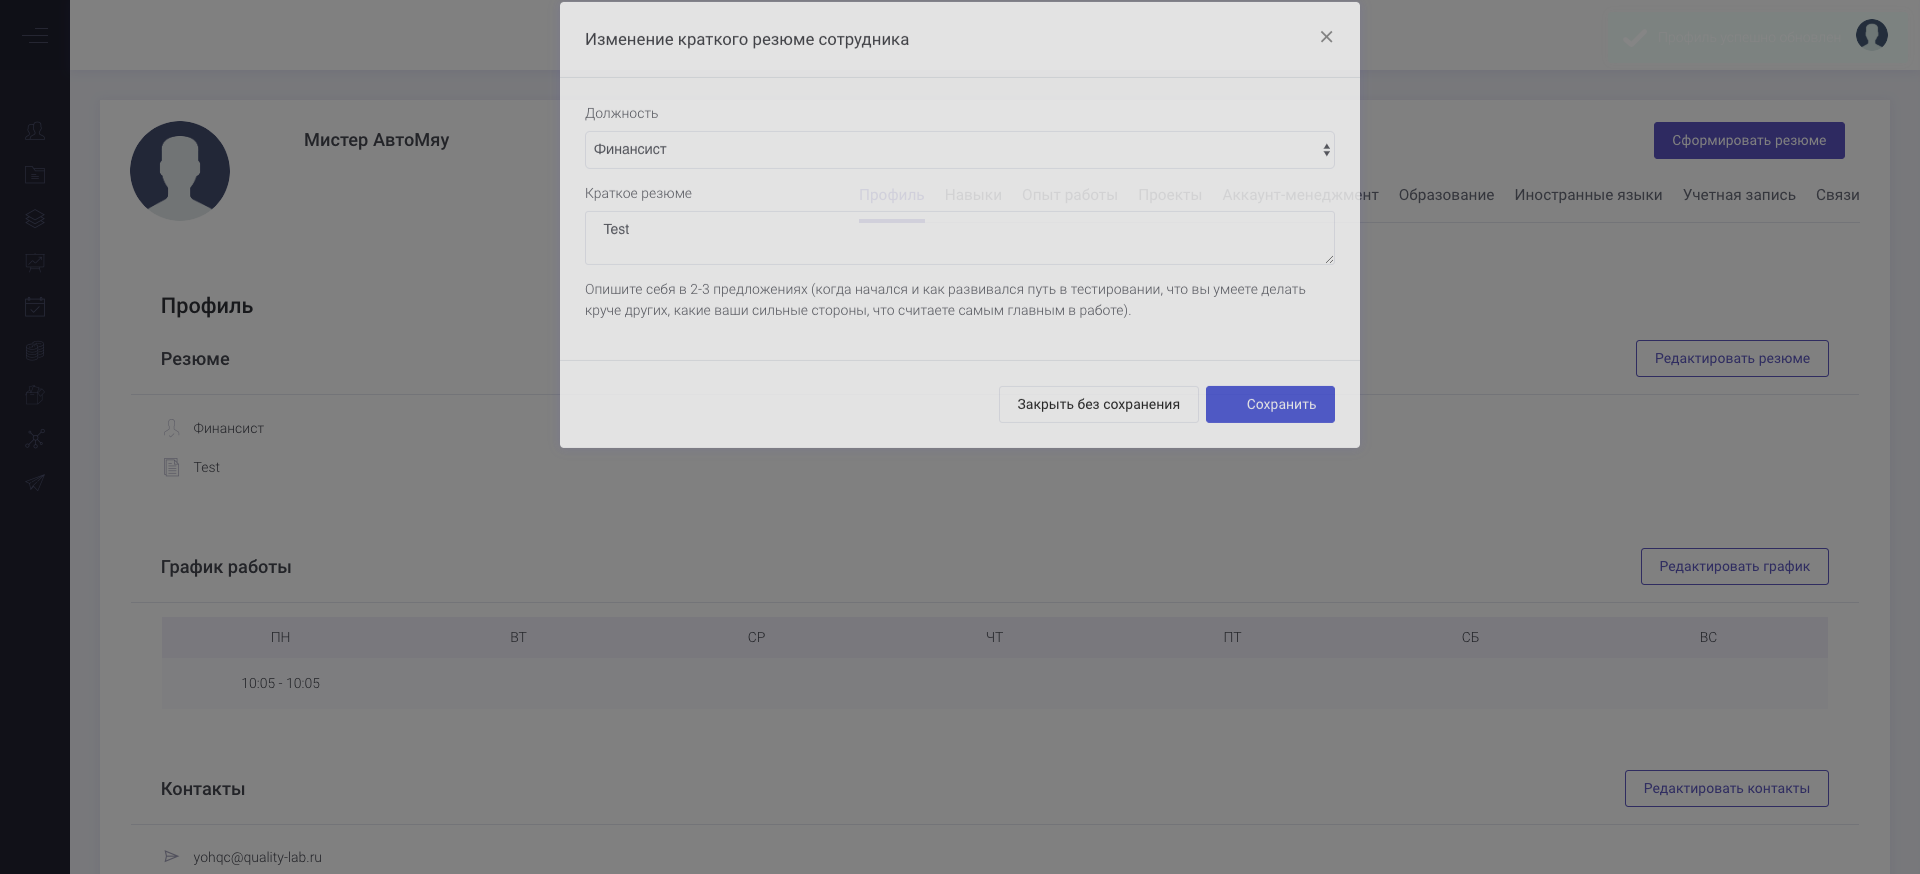 Изменение краткого резюме сотрудника
Должность
Финансист
Краткое резюме
Test
Опишите себя в 2-3 предложениях (когда начался и как развивался путь в тестировании, что вы умеете делать
круче других, какие ваши сильные стороны, что считаете самым главным в работе).
Закрыть без сохранения
Сохранить
Мистер АвтоМяу
Сформировать резюме
Профиль Навыки Опыт работы Проекты Аккаунт-менеджмент Образование Иностранные языки Учетная запись Связи
Профиль
Резюме
Редактировать резюме
Финансист
Test
График работы
Редактировать график
ПН ВТ СР ЧТ ПТ СБ ВС
10:05 - 10:05
Контакты
Редактировать контакты
yohqc@quality-lab.ru